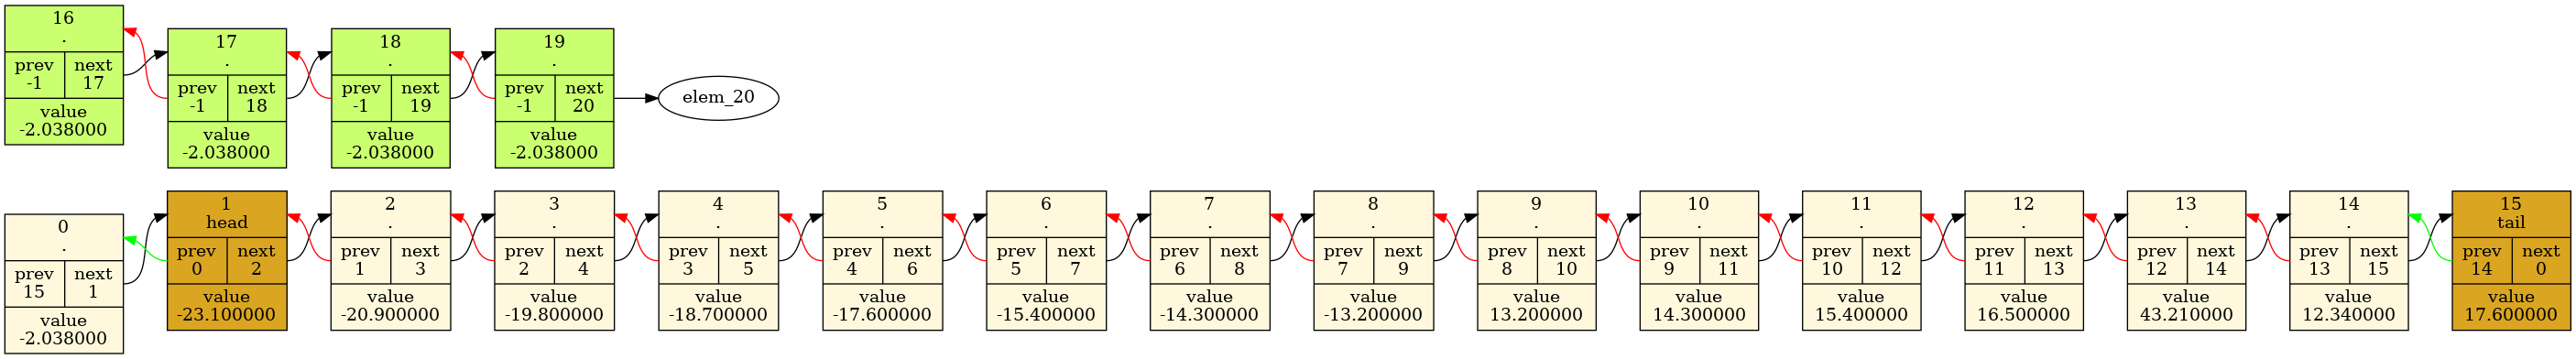 16
.
prev next
-1 17
value
-2.038000
17
.
prev next
-1 18
value
-2.038000
18
.
prev next
-1 19
value
-2.038000
19
.
prev next
-1 20
value
-2.038000
elem_20
0
.
prev next
15 1
value
-2.038000
1
head
prev next
0 2
value
-23.100000
2
.
prev next
1 3
value
-20.900000
3
.
prev next
2 4
value
-19.800000
4
.
prev next
3 5
value
-18.700000
5
.
prev next
4 6
value
-17.600000
6
.
prev next
5 7
value
-15.400000
7
.
prev next
6 8
value
-14.300000
8
.
prev next
7 9
value
-13.200000
9
.
prev next
8 10
value
13.200000
10
.
prev next
9 11
value
14.300000
11
.
prev next
10 12
value
15.400000
12
.
prev next
11 13
value
16.500000
13
.
prev next
12 14
value
43.210000
14
.
prev next
13 15
value
12.340000
15
tail
prev next
14 0
value
17.600000